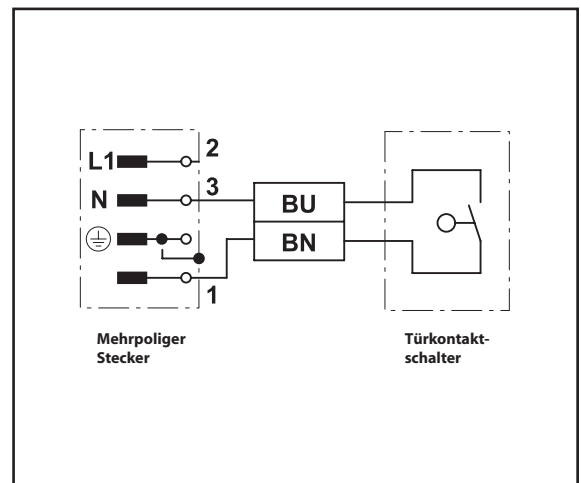 L1
2
N
3
BU
BN
1
Mehrpoliger
Stecker
Türkontakt-
schalter